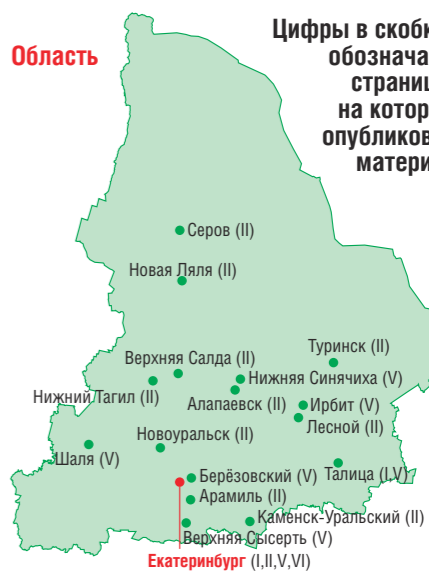 Область
Цифры в
обозначa
страниц
на котор
опубликов
матери
Серов (II)
Новая Ляля (II)
Верхняя Салда (II)
Туринск (II)
Нижняя Синячиха (V)
Нижний Тагил (II)
Алапаевск (II)
Ирбит (V)
Лесной (II)
Новоуральск (II)
Шаля (V)
Талица (I,V)
Берёзовский (V)
Арамиль (II)
Каменск-Уральский (II)
Верхняя Сысерть (V)
Екатеринбург (I,II,V,VI)